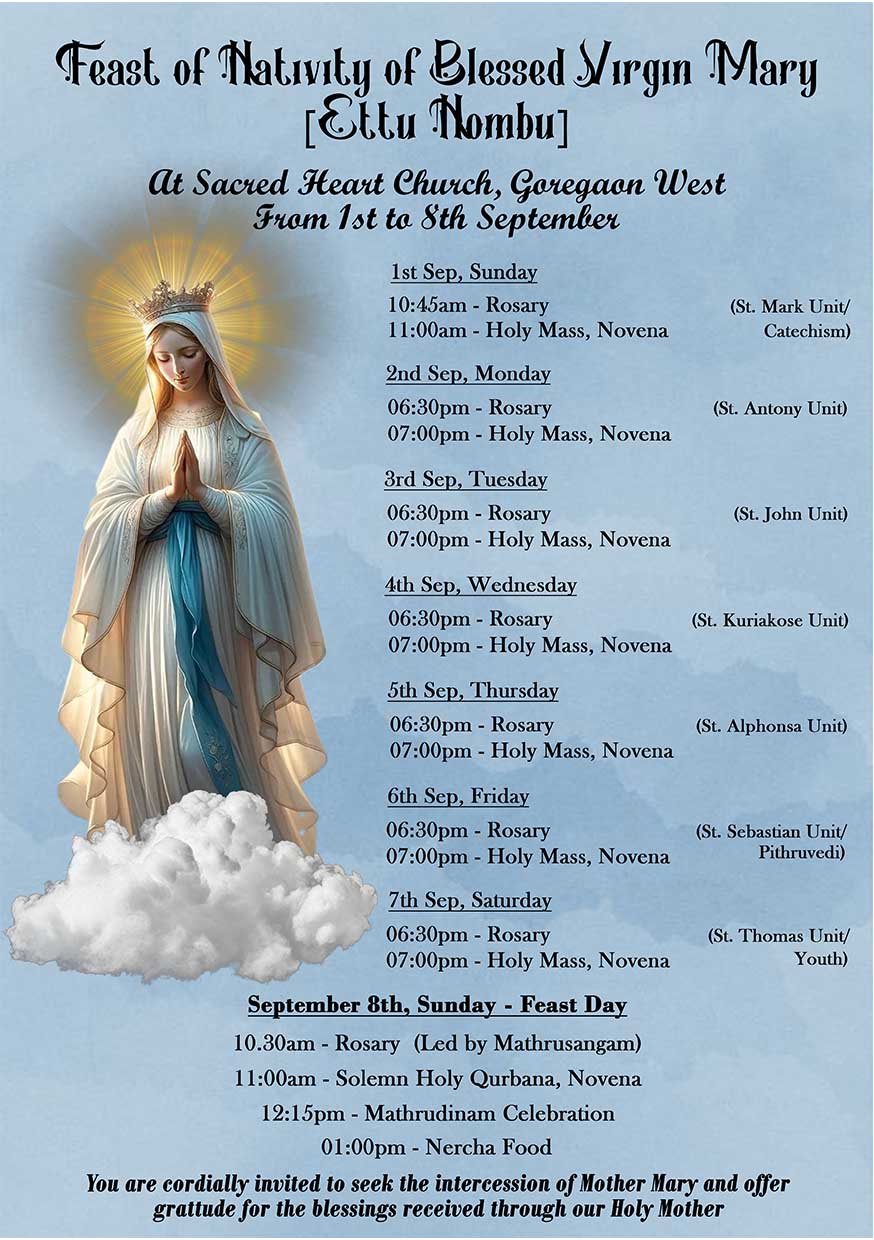 Feast of Nativity of Blessed Virgin Mary
[Ettu Nombu]
At Sacred Heart Church, Goregaon West
From 1st to 8th September
1st Sep, Sunday
10:45am - Rosary (St. Mark Unit/
11:00am - Holy Mass, Novena Catechism)
2nd Sep, Monday
06:30pm - Rosary (St. Antony Unit)
07:00pm - Holy Mass, Novena
3rd Sep, Tuesday
06:30pm - Rosary (St. John Unit)
07:00pm - Holy Mass, Novena
4th Sep, Wednesday
06:30pm - Rosary (St. Kuriakose Unit)
07:00pm - Holy Mass, Novena
5th Sep, Thursday
06:30pm - Rosary (St. Alphonsa Unit)
07:00pm - Holy Mass, Novena
6th Sep, Friday
06:30pm - Rosary (St. Sebastian Unit/
07:00pm - Holy Mass, Novena Pithruvedi)
7th Sep, Saturday
06:30pm - Rosary (St. Thomas Unit/
07:00pm - Holy Mass, Novena Youth)
September 8th, Sunday - Feast Day
10.30am - Rosary (Led by Mathrusangam)
11:00am - Solemn Holy Qurbana, Novena
12:15pm - Mathrudinam Celebration
01:00pm - Nercha Food
You are cordially invited to seek the intercession of Mother Mary and offer
grattude for the blessings received through our Holy Mother